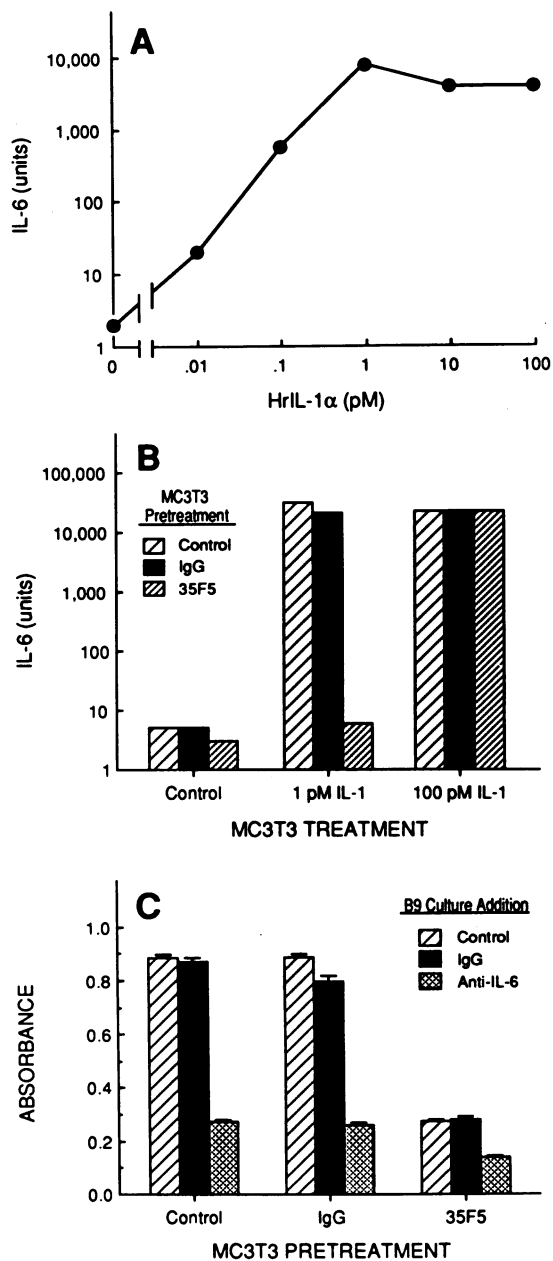 A
10,000
1,000
100
10
1
IL-6 (units)
0 .01 .1 1 10 100
HrIL-1α (pM)
B
100,000
10,000
1,000
100
10
1
IL-6 (units)
MC3T3
Pretreatment
Control
IgG
35F5
Control 1 pM IL-1 100 pM IL-1
MC3T3 TREATMENT
C
1.0
0.8
0.6
0.4
0.2
0.0
ABSORBANCE
B9 Culture Addition
Control
IgG
Anti-IL-6
Control IgG 35F5
MC3T3 PRETREATMENT